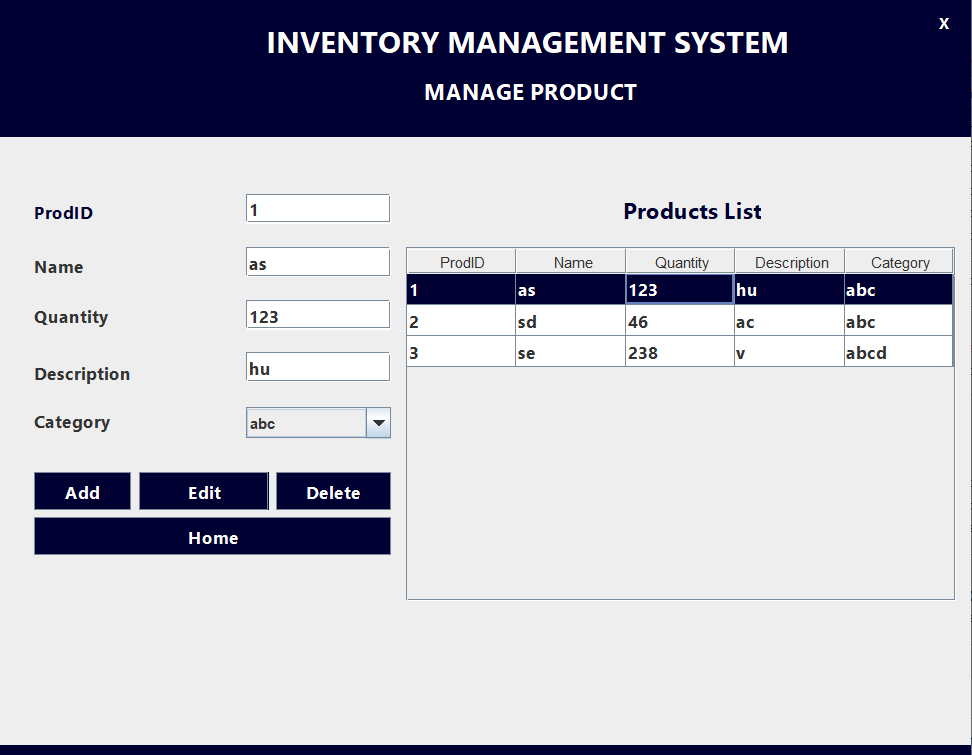 X
INVENTORY MANAGEMENT SYSTEM
MANAGE PRODUCT
ProdID 1
Name as
Quantity 123
Description hu
Category abc
Add Edit Delete
Home
Products List
ProdID Name Quantity Description Category
1 as 123 hu abc
2 sd 46 ac abc
3 se 238 v abcd